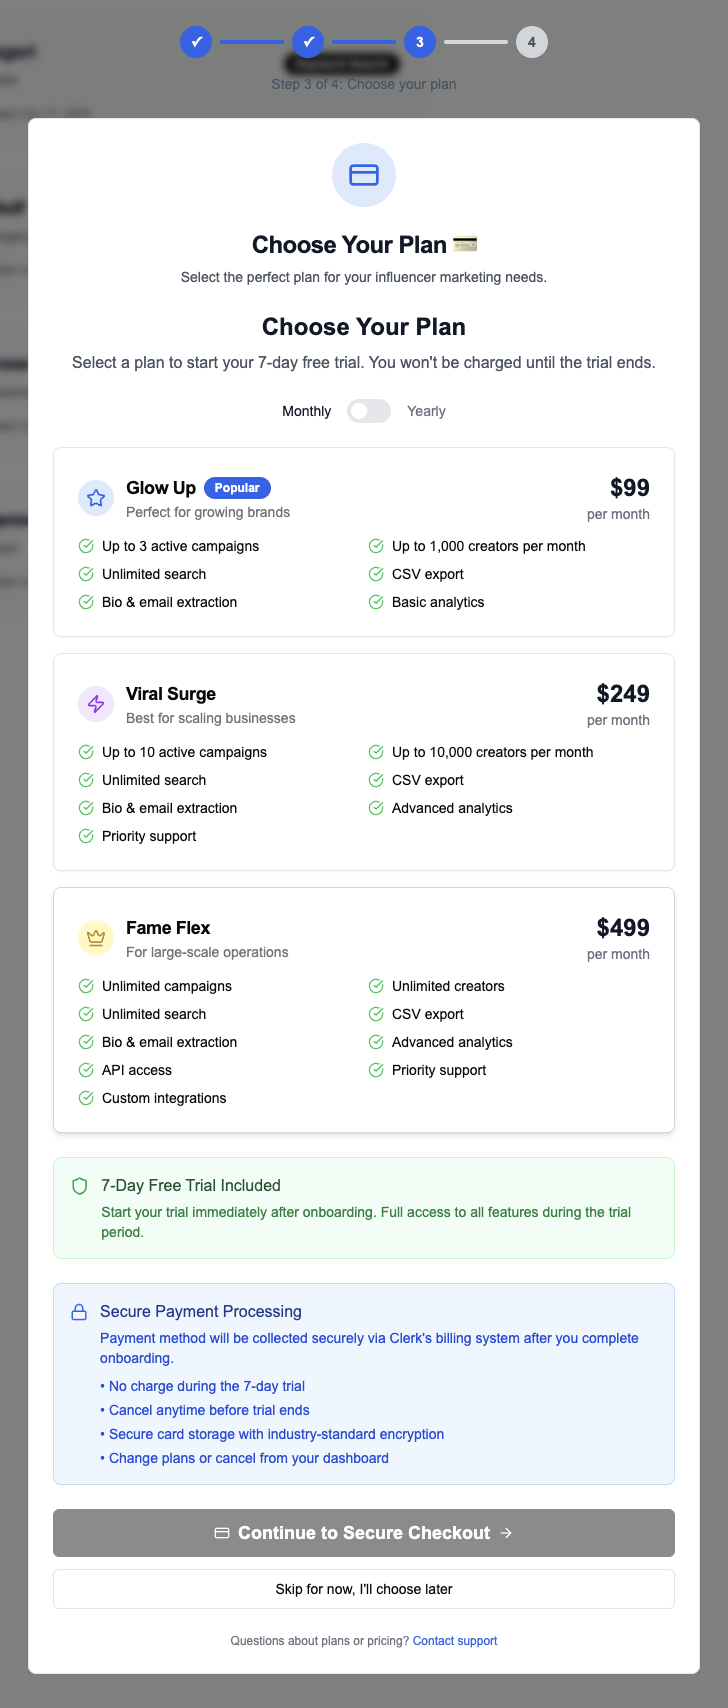 3
4
Step 3 of 4: Choose your plan
Choose Your Plan 💳
Select the perfect plan for your influencer marketing needs.
Choose Your Plan
Select a plan to start your 7-day free trial. You won't be charged until the trial ends.
Monthly Yearly
Glow Up Popular $99
Perfect for growing brands per month
Up to 3 active campaigns Up to 1,000 creators per month
Unlimited search CSV export
Bio & email extraction Basic analytics
Viral Surge $249
Best for scaling businesses per month
Up to 10 active campaigns Up to 10,000 creators per month
Unlimited search CSV export
Bio & email extraction Advanced analytics
Priority support
Fame Flex $499
For large-scale operations per month
Unlimited campaigns Unlimited creators
Unlimited search CSV export
Bio & email extraction Advanced analytics
API access Priority support
Custom integrations
7-Day Free Trial Included
Start your trial immediately after onboarding. Full access to all features during the trial
period.
Secure Payment Processing
Payment method will be collected securely via Clerk's billing system after you complete
onboarding.
• No charge during the 7-day trial
• Cancel anytime before trial ends
• Secure card storage with industry-standard encryption
• Change plans or cancel from your dashboard
Continue to Secure Checkout →
Skip for now, I'll choose later
Questions about plans or pricing? Contact support